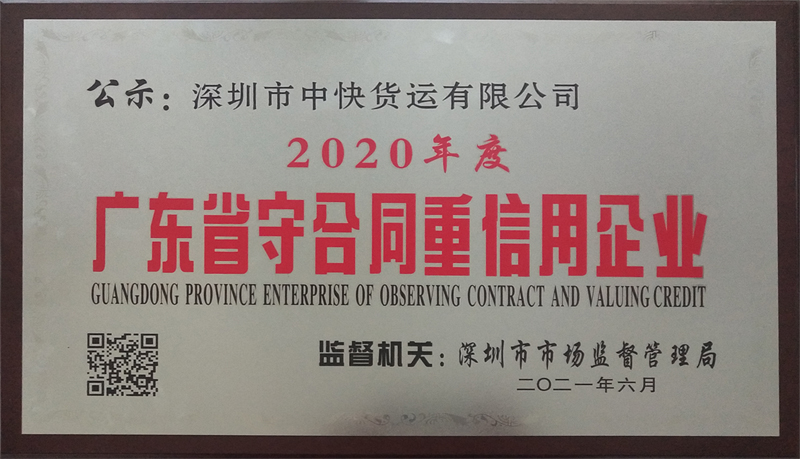 公示：深圳市中快货运有限公司
2020年度
广东省守合同重信用企业
GUANGDONG PROVINCE ENTERPRISE OF OBSERVING CONTRACT AND VALUING CREDIT
监督机关：深圳市市场监督管理局
二〇二一年六月